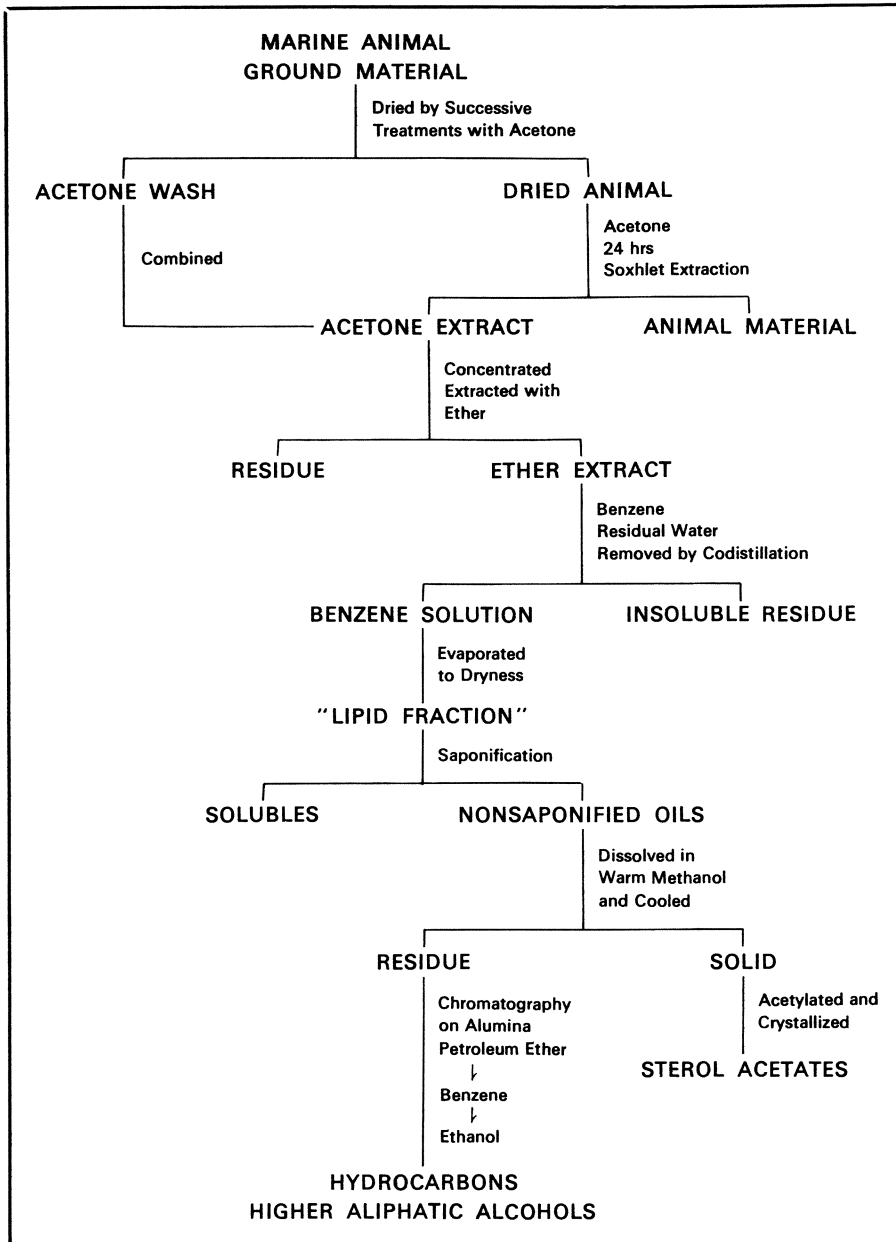 MARINE ANIMAL
GROUND MATERIAL
Dried by Successive
Treatments with Acetone
ACETONE WASH
DRIED ANIMAL
Combined
Acetone
24 hrs
Soxhlet Extraction
ACETONE EXTRACT
ANIMAL MATERIAL
Concentrated
Extracted with
Ether
RESIDUE
ETHER EXTRACT
Benzene
Residual Water
Removed by Codistillation
BENZENE SOLUTION
INSOLUBLE RESIDUE
Evaporated
to Dryness
"LIPID FRACTION"
Saponification
SOLUBLES
NONSAPONIFIED OILS
Dissolved in
Warm Methanol
and Cooled
RESIDUE
SOLID
Chromatography
on Alumina
Petroleum Ether
Benzene
Ethanol
Acetylated and
Crystallized
STEROL ACETATES
HYDROCARBONS
HIGHER ALIPHATIC ALCOHOLS